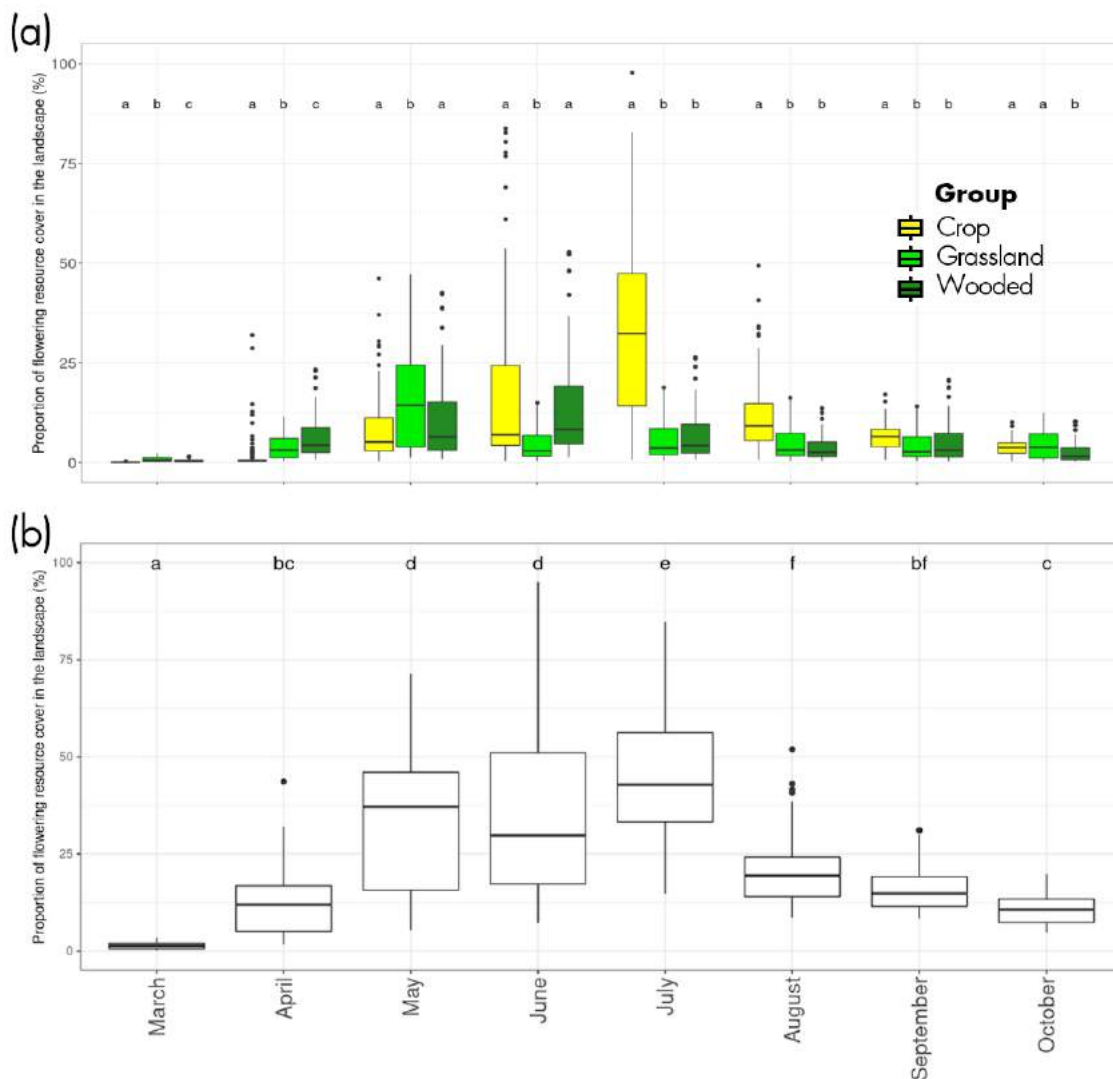 (a)
Proportion of flowering resource cover in the landscape (%)
100
75
50
25
0
a b c a b c a b a a b a a b b a b b a b b a a b
Group
Crop
Grassland
Wooded
(b)
Proportion of flowering resource cover in the landscape (%)
100
75
50
25
0
a bc d d e f bf c
March
April
May
June
July
August
September
October